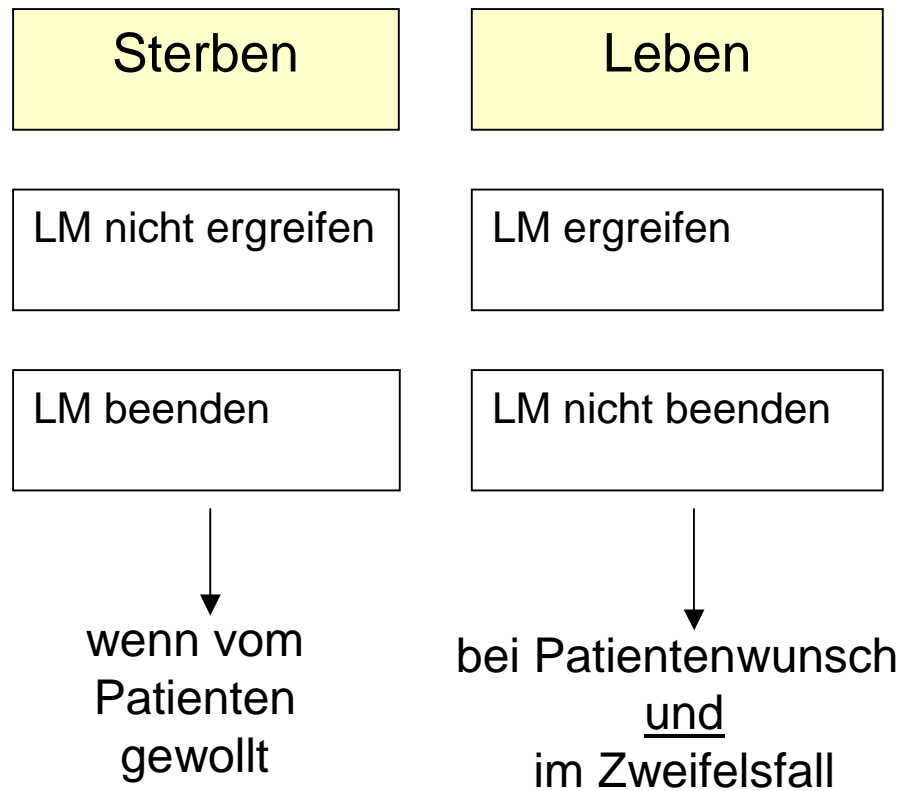 Sterben
Leben
LM nicht ergreifen
LM ergreifen
LM beenden
LM nicht beenden
wenn vom
Patienten
gewollt
bei Patientenwunsch
und
im Zweifelsfall